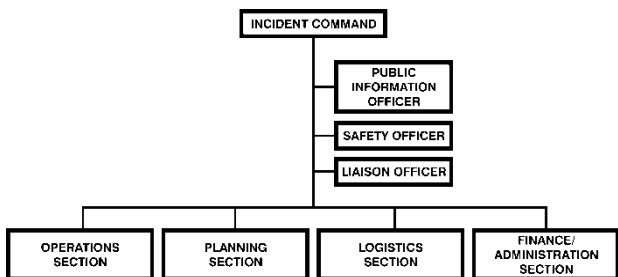 INCIDENT COMMAND
PUBLIC
INFORMATION
OFFICER
SAFETY OFFICER
LIAISON OFFICER
OPERATIONS
SECTION
PLANNING
SECTION
LOGISTICS
SECTION
FINANCE/
ADMINISTRATION
SECTION